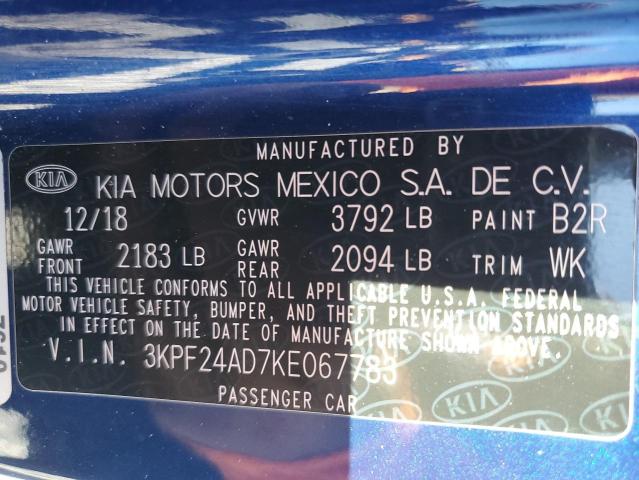 MANUFACTURED BY
KIA KIA MOTORS MEXICO S.A. DE C.V.
12/18 GVWR 3792 LB PAINT B2R
GAWR FRONT 2183 LB GAWR REAR 2094 LB TRIM WK
THIS VEHICLE CONFORMS TO ALL APPLICABLE U.S.A. FEDERAL
MOTOR VEHICLE SAFETY, BUMPER, AND THEFT PREVENTION STANDARDS
IN EFFECT ON THE DATE OF MANUFACTURE SHOWN ABOVE.
V.I.N. 3KPF24AD7KE067783
PASSENGER CAR